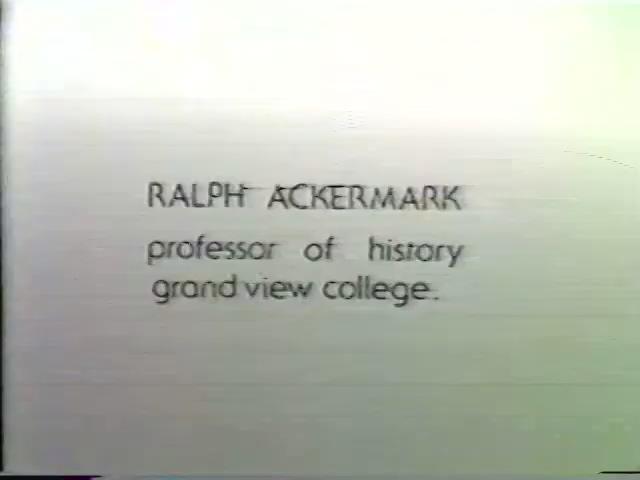 RALPH ACKERMARK
professor of history
grand view college.